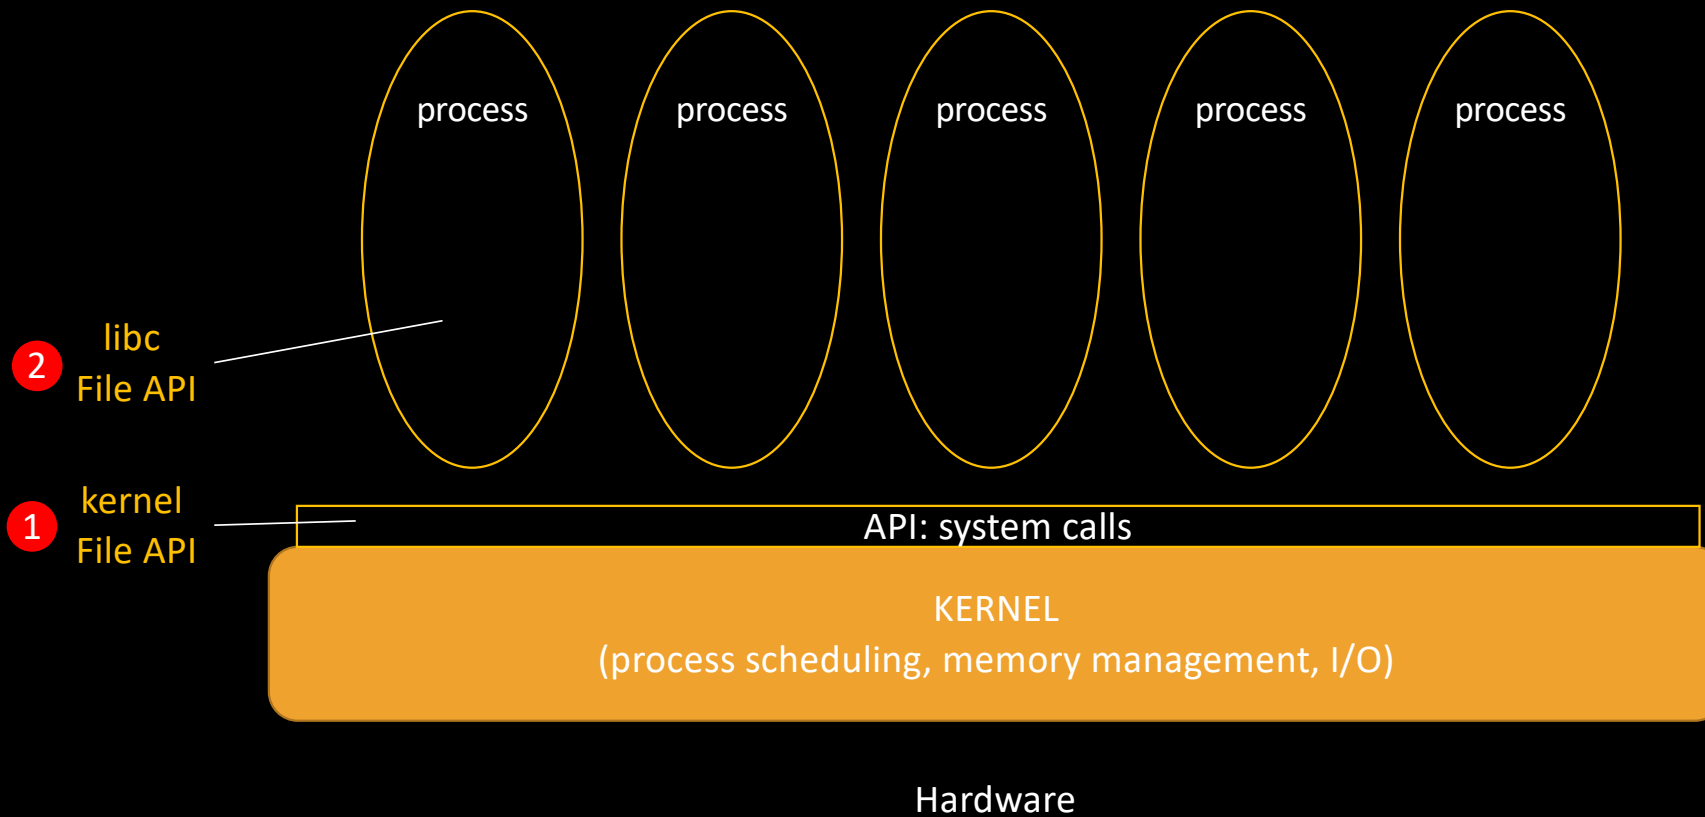 process
process
process
process
process
2
libc
File API
1
kernel
File API
API: system calls
KERNEL
(process scheduling, memory management, I/O)
Hardware